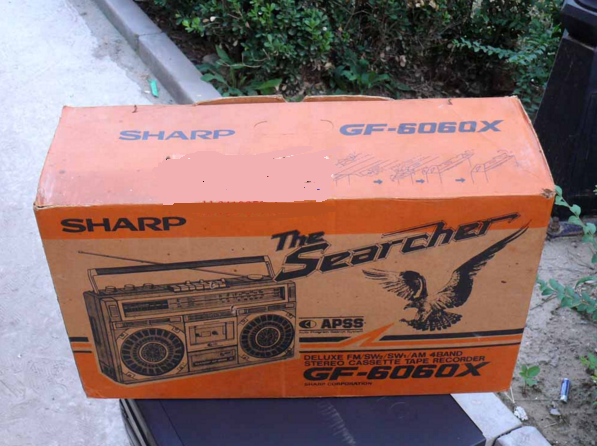 SHARP
GF-6060X
SHARP
The
Searcher
APSS
DELUXE FM/SW2/SW1/AM 4BAND
STEREO CASSETTE TAPE RECORDER
GF-6060X
SHARP CORPORATION